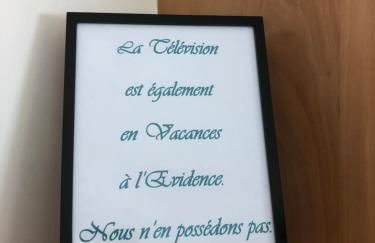 La Télévision
est également
en Vacances
à l'Evidence.
Nous n'en possédons pas.